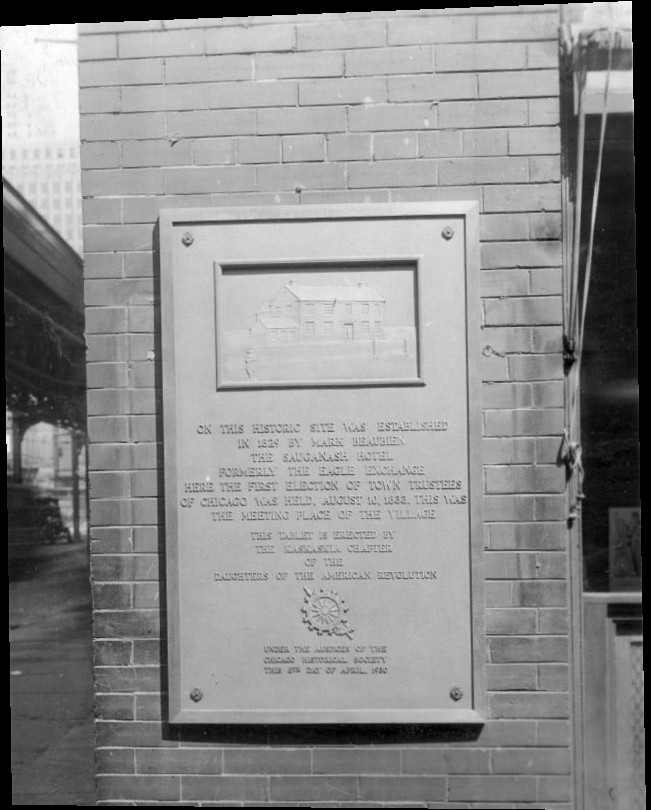 ON THIS HISTORIC SITE WAS ESTABLISHED
IN 1829 BY MARK BEAUBIEN
THE SAUGANASH HOTEL
FORMERLY THE EAGLE EXCHANGE
HERE THE FIRST ELECTION OF TOWN TRUSTEES
OF CHICAGO WAS HELD, AUGUST 10, 1833. THIS WAS
THE MEETING PLACE OF THE VILLAGE
THIS TABLET IS ERECTED BY
THE KASKASKIA CHAPTER
OF THE
DAUGHTERS OF THE AMERICAN REVOLUTION
UNDER THE AUSPICES OF THE
CHICAGO HISTORICAL SOCIETY
THIS 8TH DAY OF APRIL, 1930